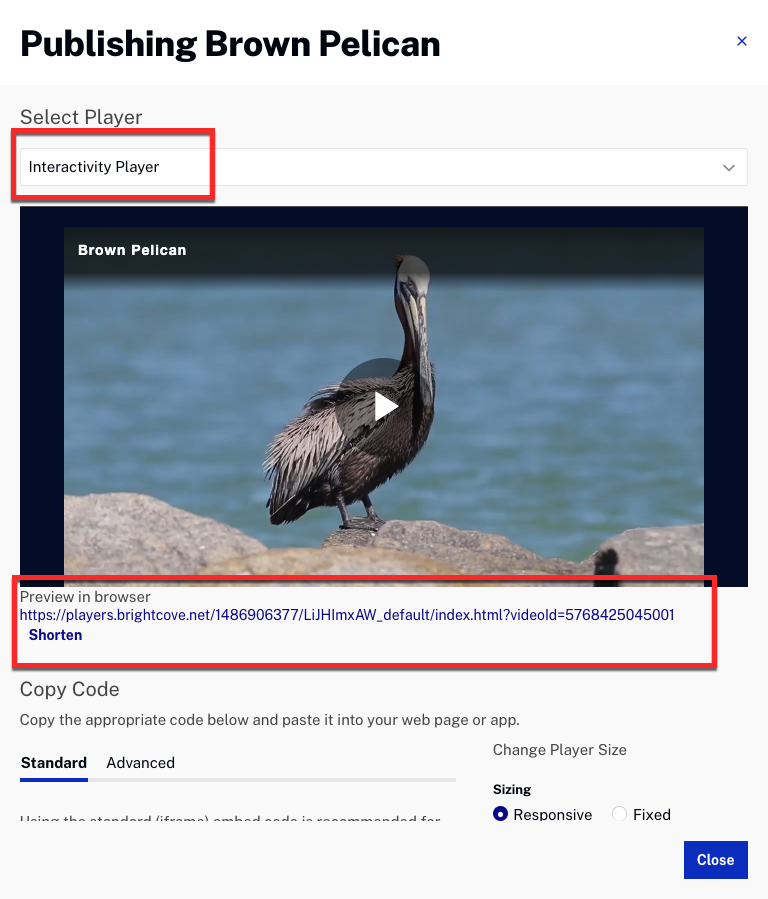 Publishing Brown Pelican
×
Select Player
Interactivity Player
Brown Pelican
Preview in browser
https://players.brightcove.net/1486906377/LiJHImxAW_default/index.html?videoId=5768425045001
Shorten
Copy Code
Copy the appropriate code below and paste it into your web page or app.
Standard Advanced
Change Player Size
Sizing
Responsive Fixed
Using the standard (iframe) embed code is recommended for
Close